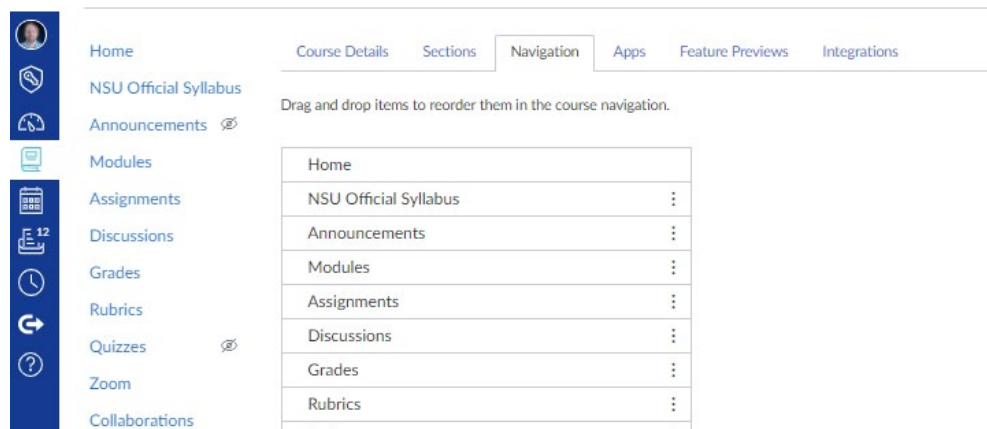 12
Home
NSU Official Syllabus
Announcements
Modules
Assignments
Discussions
Grades
Rubrics
Quizzes
Zoom
Collaborations
Course Details Sections Navigation Apps Feature Previews Integrations
Drag and drop items to reorder them in the course navigation.
Home
NSU Official Syllabus
Announcements
Modules
Assignments
Discussions
Grades
Rubrics